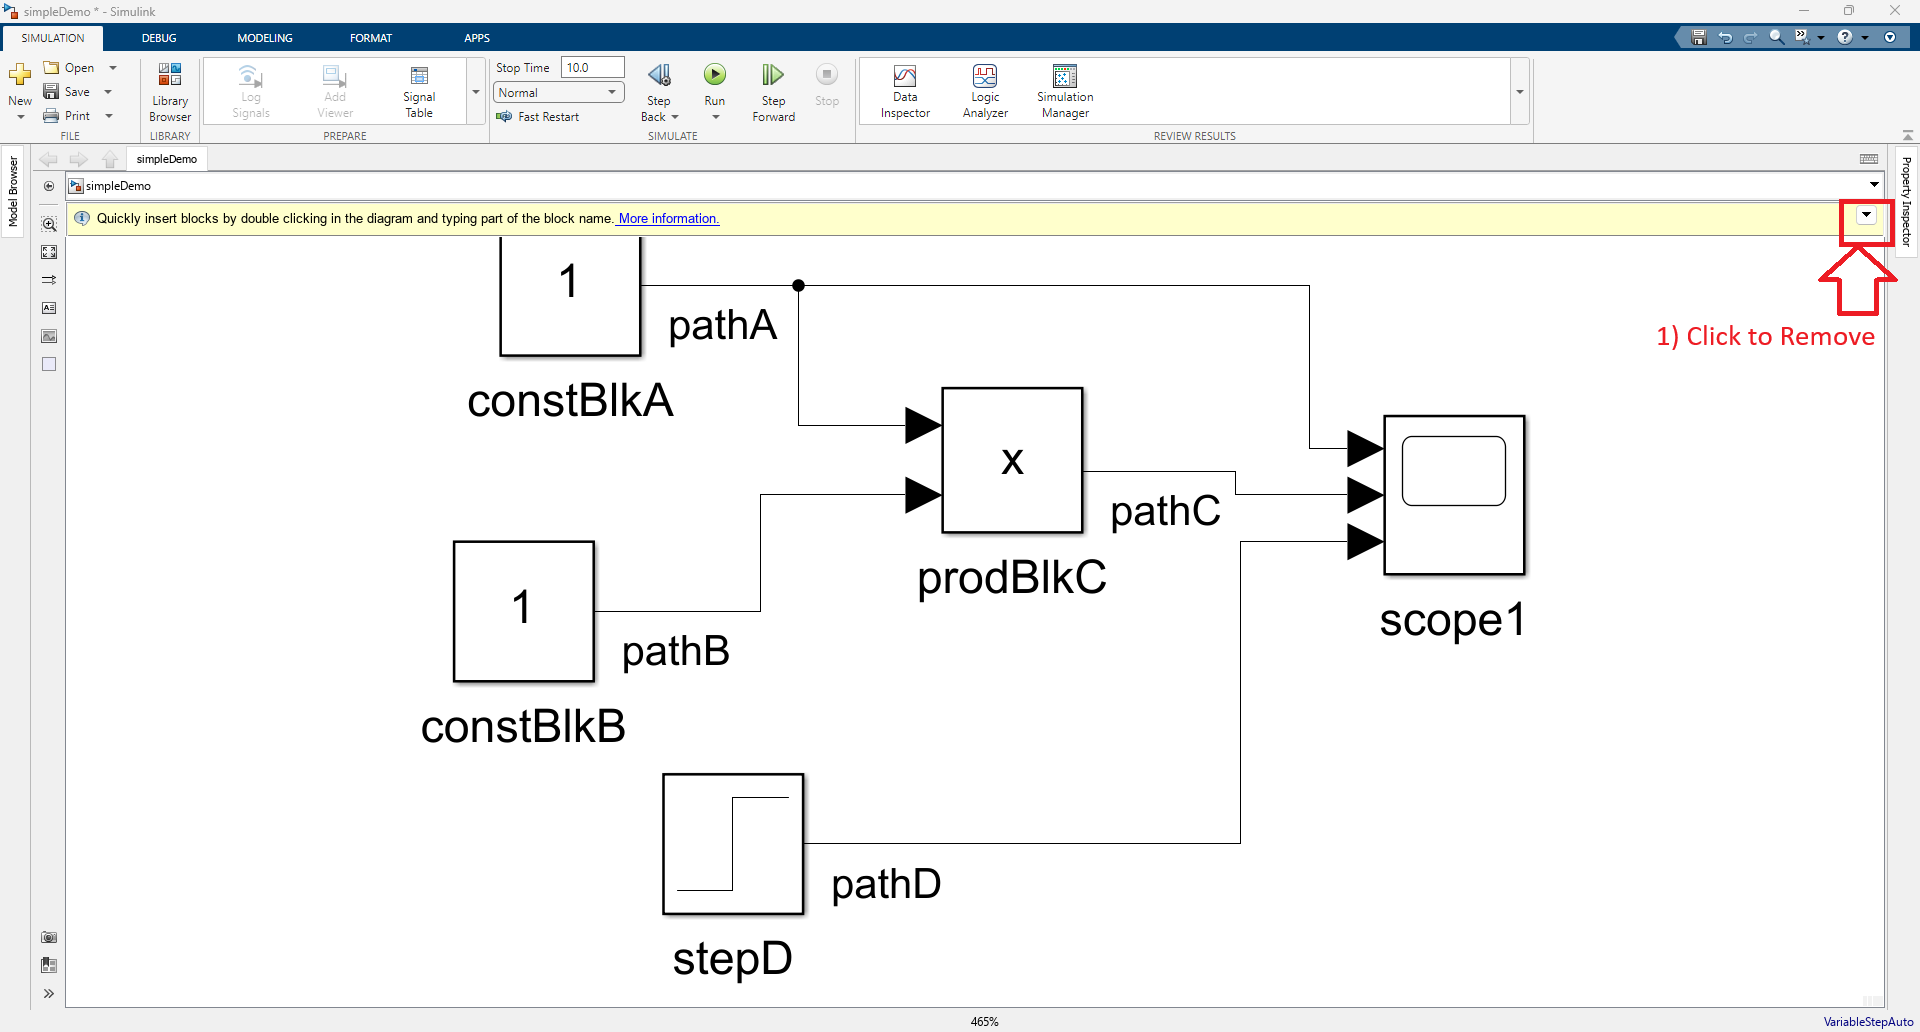 simpleDemo * - Simulink
SIMULATION DEBUG MODELING FORMAT APPS
New
Open
Save
Print
FILE
Library
Browser
LIBRARY
Log
Signals
Add
Viewer
Signal
Table
PREPARE
Stop Time 10.0
Normal
Fast Restart
Step
Back
Run
Step
Forward
Stop
SIMULATE
Data
Inspector
Logic
Analyzer
Simulation
Manager
REVIEW RESULTS
Model Browser
simpleDemo
simpleDemo
Quickly insert blocks by double clicking in the diagram and typing part of the block name. More information.
Property Inspector
1) Click to Remove
1
pathA
constBlkA
x
pathC
prodBlkC
scope1
1
pathB
constBlkB
pathD
stepD
465%
VariableStepAuto